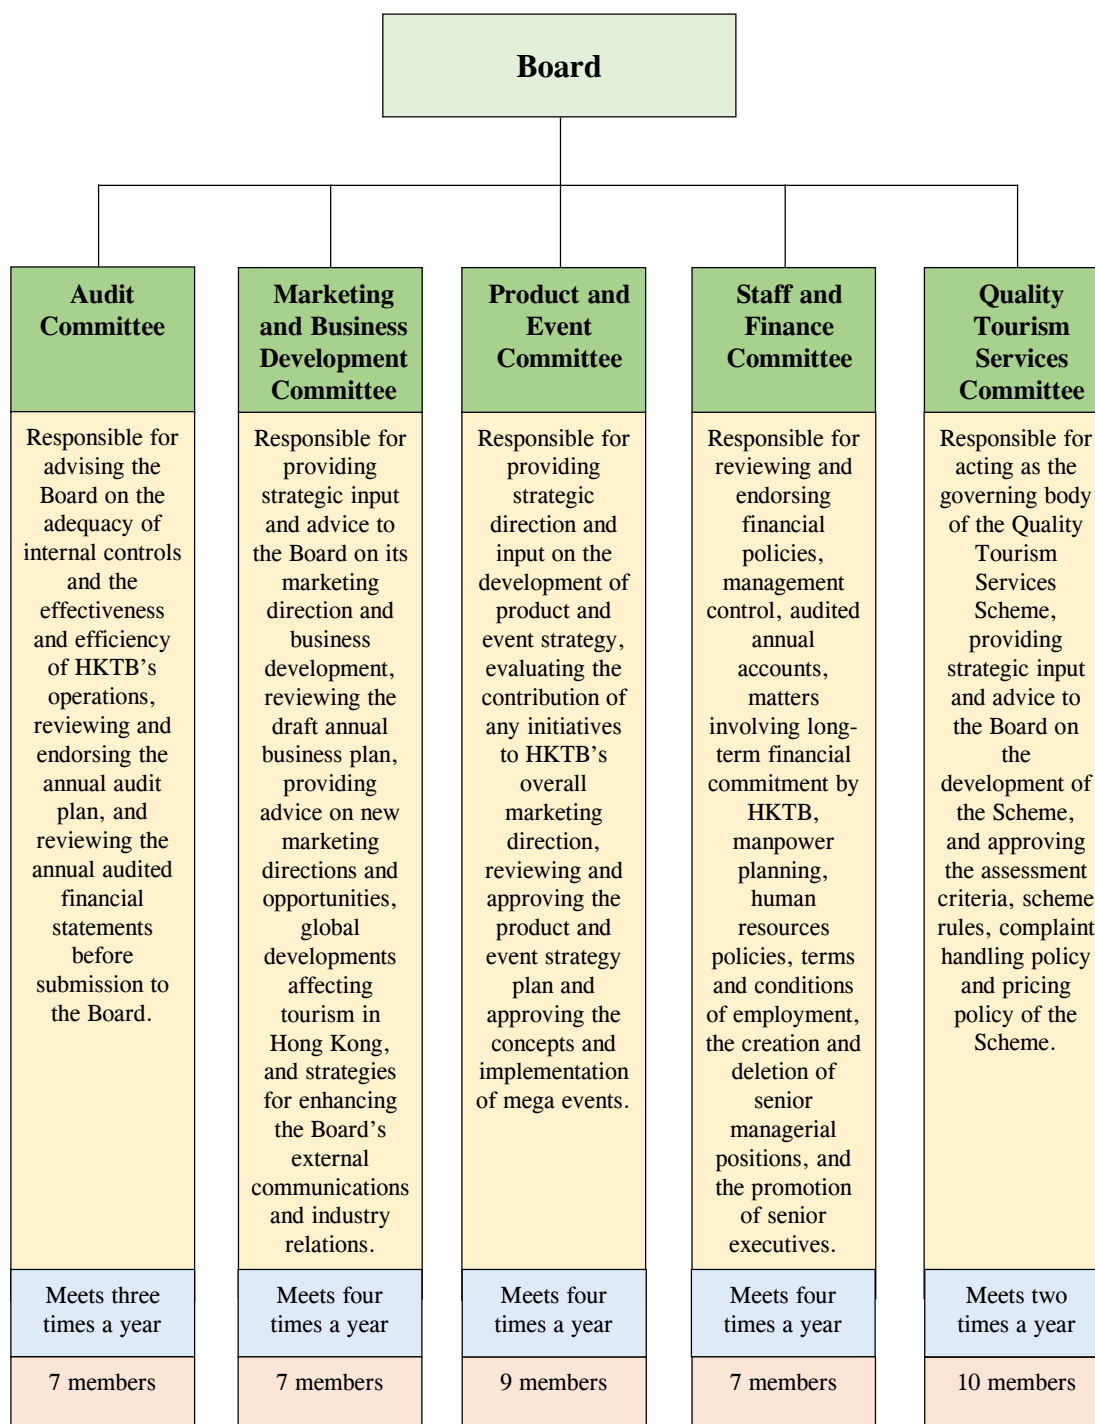 Board
Audit
Committee
Responsible for
advising the
Board on the
adequacy of
internal controls
and the
effectiveness
and efficiency
of HKTB's
operations,
reviewing and
endorsing the
annual audit
plan, and
reviewing the
annual audited
financial
statements
before
submission to
the Board.
Meets three
times a year
7 members
Marketing
and Business
Development
Committee
Responsible for
providing
strategic input
and advice to
the Board on its
marketing
direction and
business
development,
reviewing the
draft annual
business plan,
providing
advice on new
marketing
directions and
opportunities,
global
developments
affecting
tourism in
Hong Kong,
and strategies
for enhancing
the Board's
external
communications
and industry
relations.
Meets four
times a year
7 members
Product and
Event
Committee
Responsible for
providing
strategic
direction and
input on the
development of
product and
event strategy,
evaluating the
contribution of
any initiatives
to HKTB's
overall
marketing
direction,
reviewing and
approving the
product and
event strategy
plan and
approving the
concepts and
implementation
of mega events.
Meets four
times a year
9 members
Staff and
Finance
Committee
Responsible for
reviewing and
endorsing
financial
policies,
management
control, audited
annual
accounts,
matters
involving long-
term financial
commitment by
HKTB,
manpower
planning,
human
resources
policies, terms
and conditions
of employment,
the creation and
deletion of
senior
managerial
positions, and
the promotion
of senior
executives.
Meets four
times a year
7 members
Quality
Tourism
Services
Committee
Responsible for
acting as the
governing body
of the Quality
Tourism
Services
Scheme,
providing
strategic input
and advice to
the Board on
the
development of
the Scheme,
and approving
the assessment
criteria, scheme
rules, complaint
handling policy
and pricing
policy of the
Scheme.
Meets two
times a year
10 members